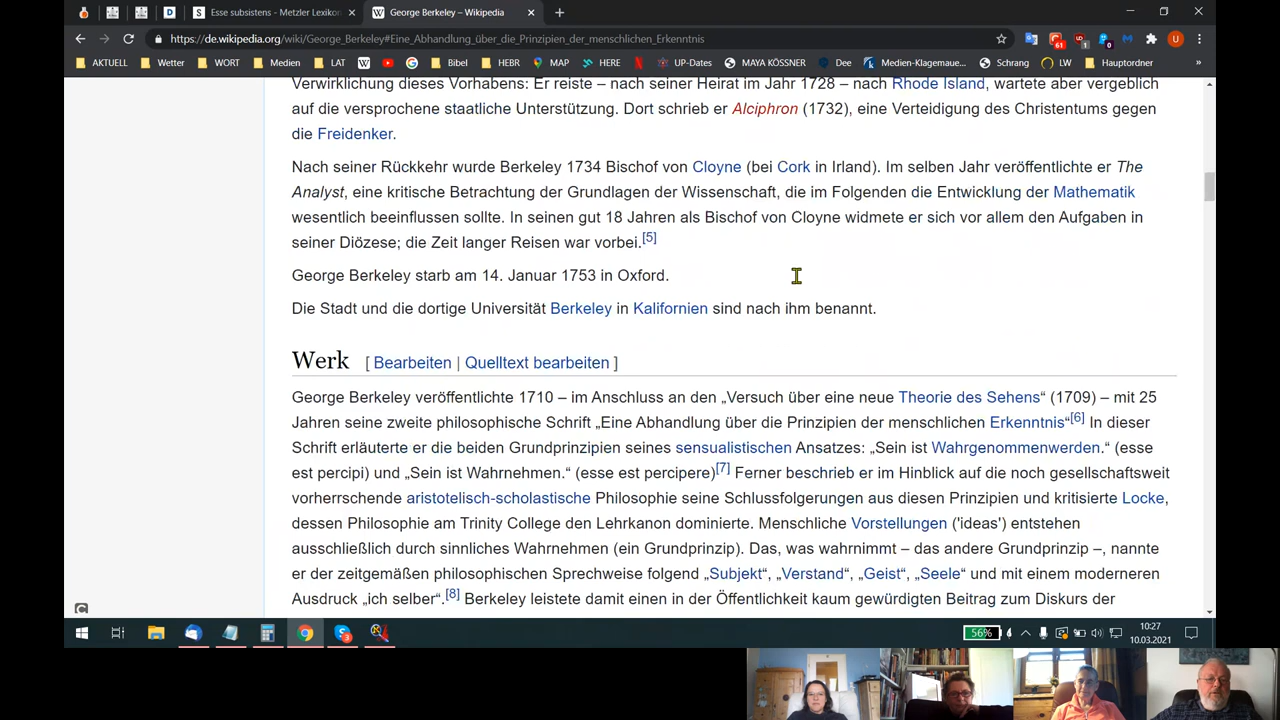 Esse subsistens - Metzler Lexikon
George Berkeley – Wikipedia
https://de.wikipedia.org/wiki/George_Berkeley#Eine_Abhandlung_über_die_Prinzipien_der_menschlichen_Erkenntnis
61
1
0
U
AKTUELL Wetter WORT Medien LAT Bibel HEBR MAP HERE UP-Dates MAYA KÖSSNER Dee Medien-Klagemaue... Schrang LW Hauptordner »
Verwirklichung dieses Vorhabens: Er reiste – nach seiner Heirat im Jahr 1728 – nach Rhode Island, wartete aber vergeblich
auf die versprochene staatliche Unterstützung. Dort schrieb er Alciphron (1732), eine Verteidigung des Christentums gegen
die Freidenker.
Nach seiner Rückkehr wurde Berkeley 1734 Bischof von Cloyne (bei Cork in Irland). Im selben Jahr veröffentlichte er The
Analyst, eine kritische Betrachtung der Grundlagen der Wissenschaft, die im Folgenden die Entwicklung der Mathematik
wesentlich beeinflussen sollte. In seinen gut 18 Jahren als Bischof von Cloyne widmete er sich vor allem den Aufgaben in
seiner Diözese; die Zeit langer Reisen war vorbei.[5]
George Berkeley starb am 14. Januar 1753 in Oxford.
Die Stadt und die dortige Universität Berkeley in Kalifornien sind nach ihm benannt.
Werk [ Bearbeiten | Quelltext bearbeiten ]
George Berkeley veröffentlichte 1710 – im Anschluss an den „Versuch über eine neue Theorie des Sehens“ (1709) – mit 25
Jahren seine zweite philosophische Schrift „Eine Abhandlung über die Prinzipien der menschlichen Erkenntnis“[6] In dieser
Schrift erläuterte er die beiden Grundprinzipien seines sensualistischen Ansatzes: „Sein ist Wahrgenommenwerden.“ (esse
est percipi) und „Sein ist Wahrnehmen.“ (esse est percipere)[7] Ferner beschrieb er im Hinblick auf die noch gesellschaftsweit
vorherrschende aristotelisch-scholastische Philosophie seine Schlussfolgerungen aus diesen Prinzipien und kritisierte Locke,
dessen Philosophie am Trinity College den Lehrkanon dominierte. Menschliche Vorstellungen ('ideas') entstehen
ausschließlich durch sinnliches Wahrnehmen (ein Grundprinzip). Das, was wahrnimmt – das andere Grundprinzip –, nannte
er der zeitgemäßen philosophischen Sprechweise folgend „Subjekt“, „Verstand“, „Geist“, „Seele“ und mit einem moderneren
Ausdruck „ich selber“.[8] Berkeley leistete damit einen in der Öffentlichkeit kaum gewürdigten Beitrag zum Diskurs der
56%
10:27
10.03.2021